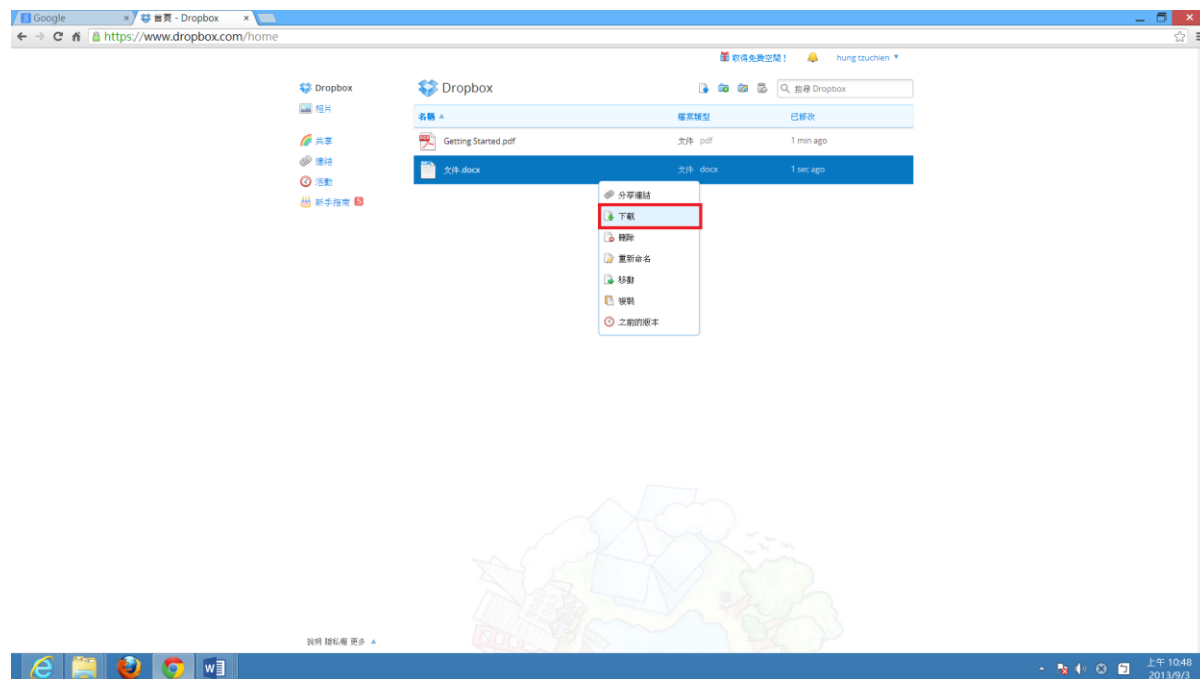 Google
首頁 - Dropbox
https://www.dropbox.com/home
取得免費空間！ hung tzuchien
Dropbox
相片
共享
連結
活動
新手指南 5
Dropbox
搜尋 Dropbox
名稱 檔案類型 已修改
Getting Started.pdf 文件 pdf 1 min ago
文件.docx 文件 docx 1 sec ago
分享連結
下載
刪除
重新命名
移動
複製
之前的版本
說明 隱私權 更多
上午 10:48
2013/9/3